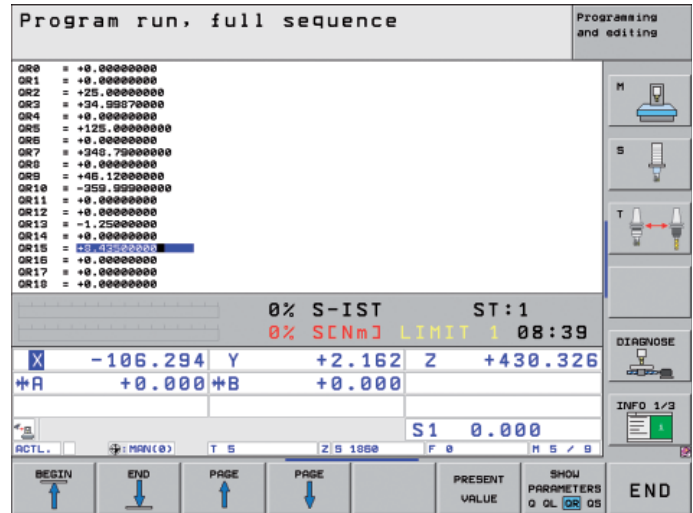 Program run, full sequence
Programming
and editing
QR0 = +0.00000000
QR1 = +0.00000000
QR2 = +25.00000000
QR3 = +34.99870000
QR4 = +0.00000000
QR5 = +125.00000000
QR6 = +0.00000000
QR7 = +348.79000000
QR8 = +0.00000000
QR9 = +46.12000000
QR10 = -359.99900000
QR11 = +0.00000000
QR12 = +0.00000000
QR13 = -1.25000000
QR14 = +0.00000000
QR15 = +8.43500000
QR16 = +0.00000000
QR17 = +0.00000000
QR18 = +0.00000000
M
S
T
0% S-IST ST:1
0% S[Nm] LIMIT 1 08:39
DIAGNOSE
X -106.294 Y +2.162 Z +430.326
A +0.000 B +0.000
INFO 1/3
1
S1 0.000
ACTL. : MAN(0) T 5 Z S 1860 F 0 M 5 / 9
BEGIN
END
PAGE
PAGE
PRESENT
VALUE
SHOW
PARAMETERS
Q QL QR QS
END